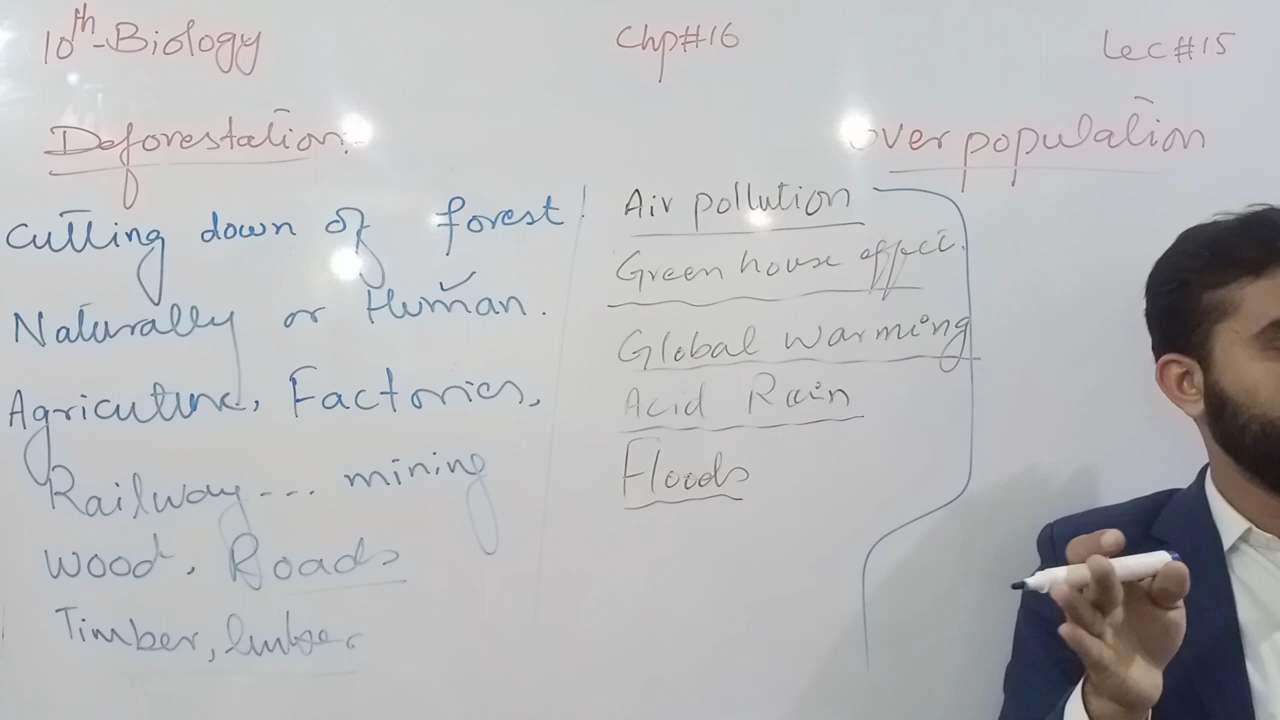 10th-Biology
Chp#16
Lec#15
Deforestation.
over population
Cutting down of forest
Naturally or Human.
Agriculture, Factories,
Railway... mining
Wood, Roads
Timber, lumber
Air pollution
Green house effect.
Global warming
Acid Rain
Floods